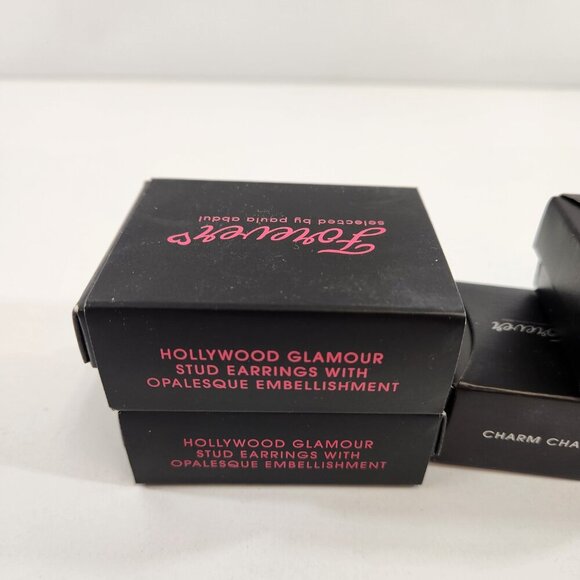 Forever
selected by paula abdul
HOLLYWOOD GLAMOUR
STUD EARRINGS WITH
OPALESQUE EMBELLISHMENT
HOLLYWOOD GLAMOUR
STUD EARRINGS WITH
OPALESQUE EMBELLISHMENT
Forever
CHARM CHA